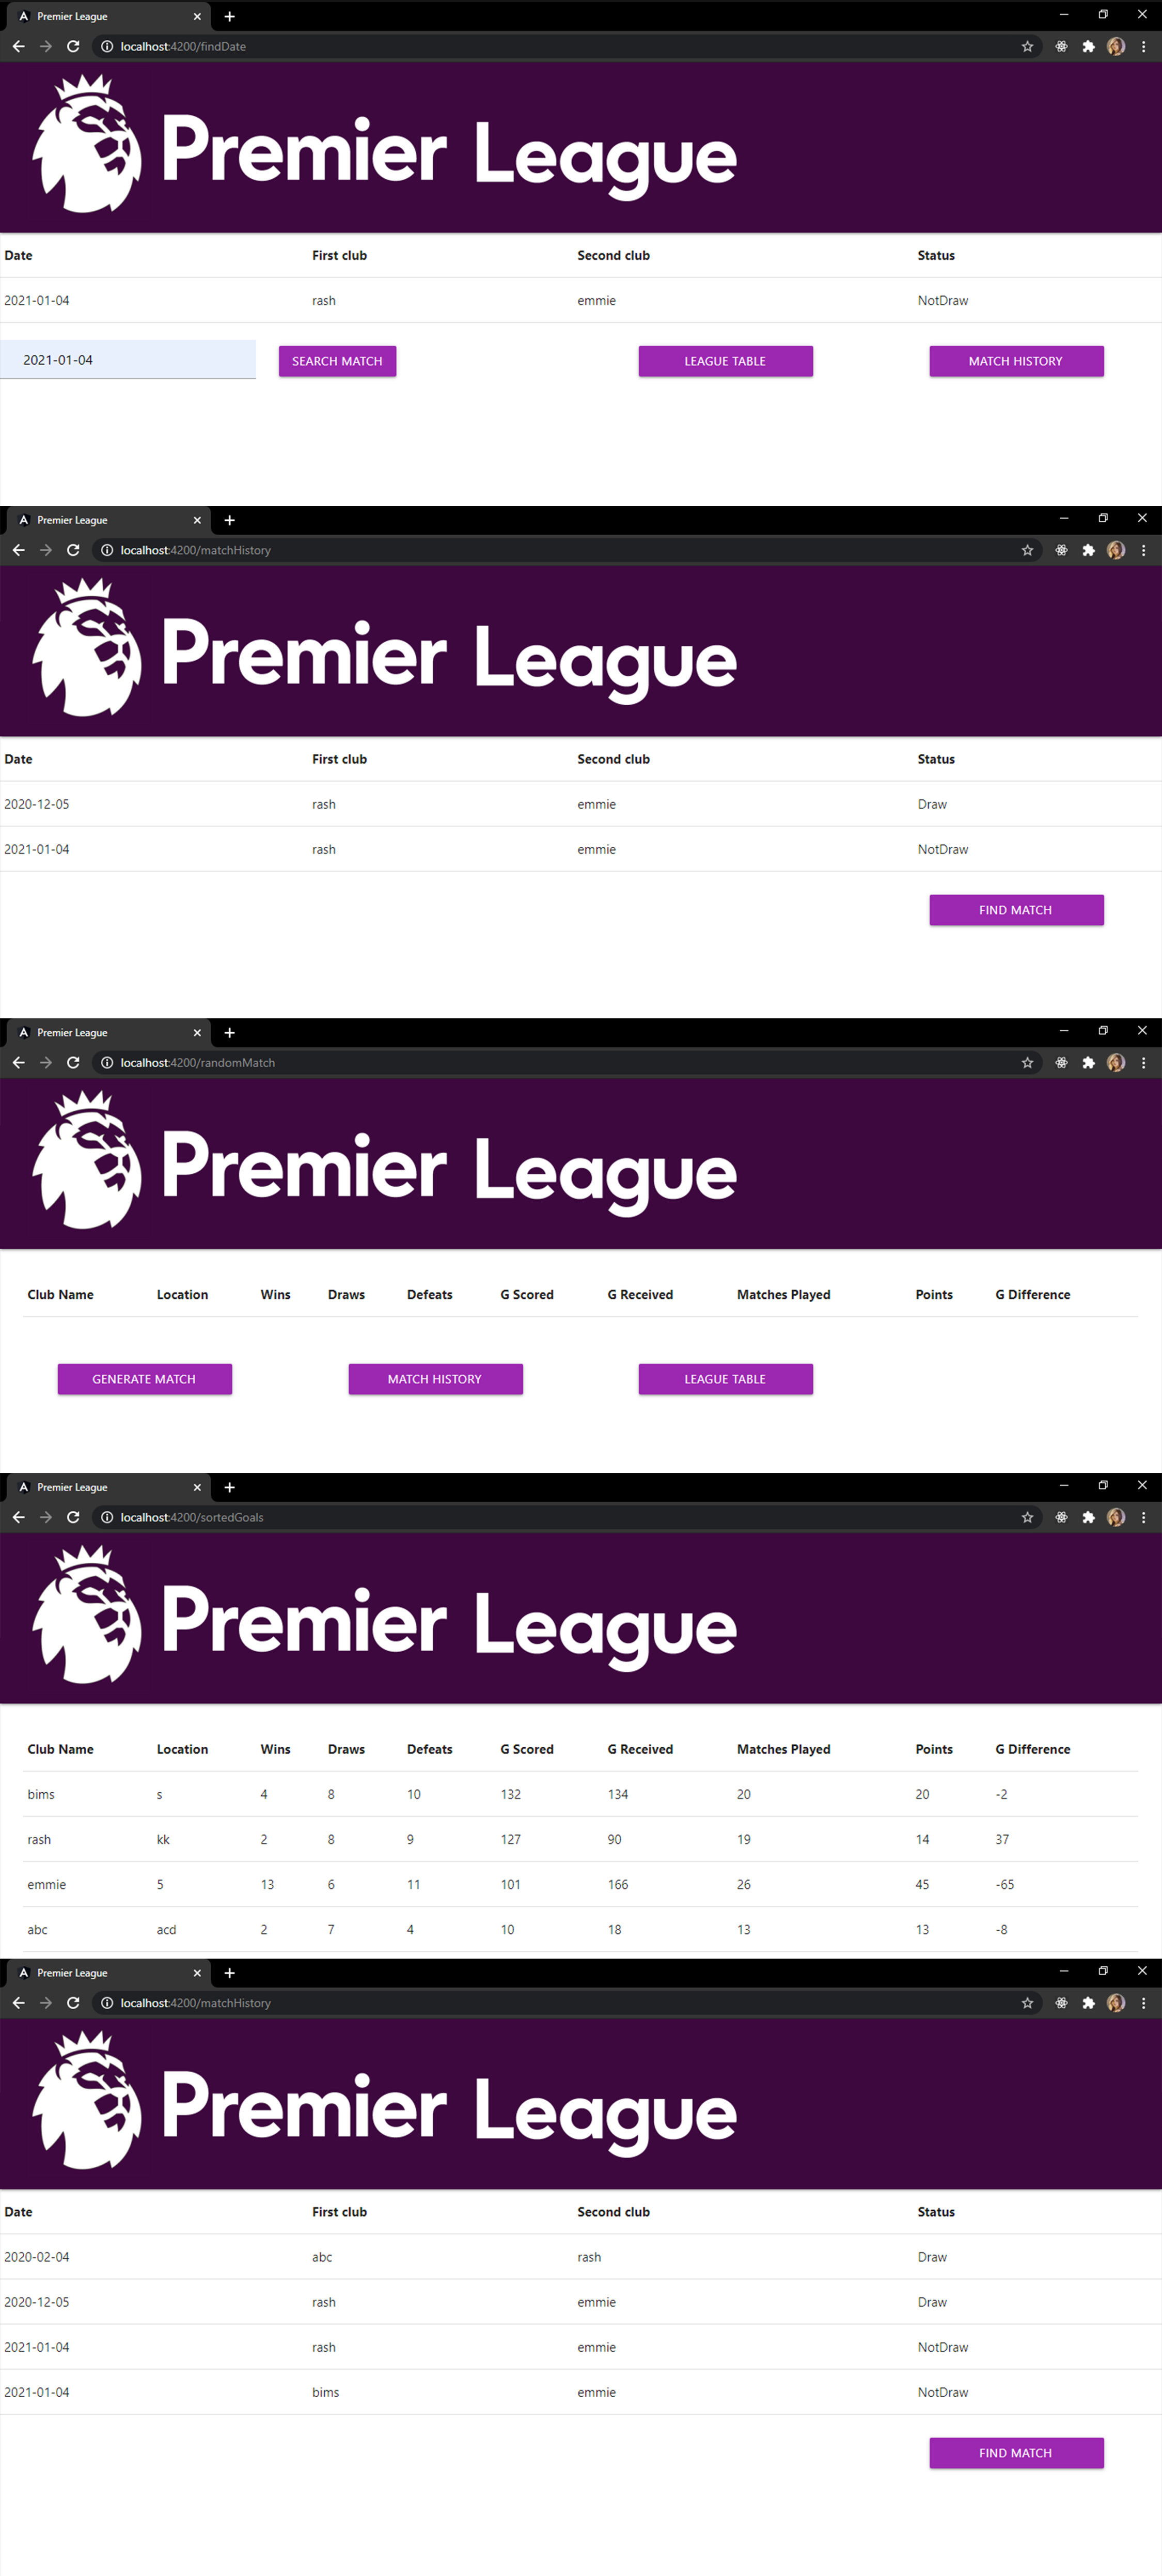 Premier League
localhost:4200/findDate
Premier League
Date First club Second club Status
2021-01-04 rash emmie NotDraw
2021-01-04 SEARCH MATCH LEAGUE TABLE MATCH HISTORY
Premier League
localhost:4200/matchHistory
Premier League
Date First club Second club Status
2020-12-05 rash emmie Draw
2021-01-04 rash emmie NotDraw
FIND MATCH
Premier League
localhost:4200/randomMatch
Premier League
Club Name Location Wins Draws Defeats G Scored G Received Matches Played Points G Difference
GENERATE MATCH MATCH HISTORY LEAGUE TABLE
Premier League
localhost:4200/sortedGoals
Premier League
Club Name Location Wins Draws Defeats G Scored G Received Matches Played Points G Difference
bims s 4 8 10 132 134 20 20 -2
rash kk 2 8 9 127 90 19 14 37
emmie 5 13 6 11 101 166 26 45 -65
abc acd 2 7 4 10 18 13 13 -8
Premier League
localhost:4200/matchHistory
Premier League
Date First club Second club Status
2020-02-04 abc rash Draw
2020-12-05 rash emmie Draw
2021-01-04 rash emmie NotDraw
2021-01-04 bims emmie NotDraw
FIND MATCH